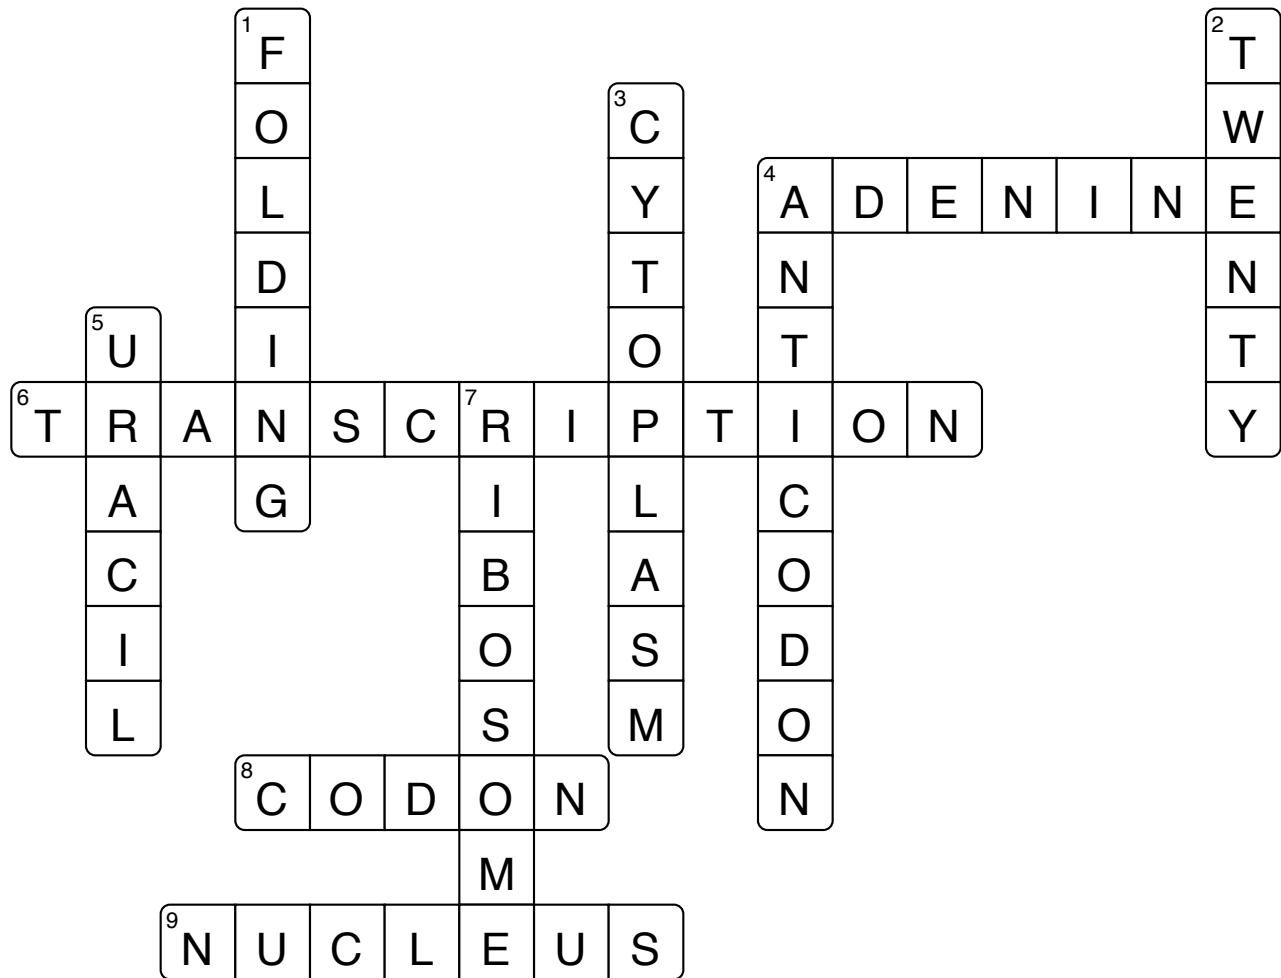 1 F 2 T
O 3 C W
L Y 4 A D E N I N E
D T N N
5 U I O T T
6 T R A N S C 7 R I P T I O N Y
A G I L C
C B A O
I O S D
L S M O
8 C O D O N N
M
9 N U C L E U S